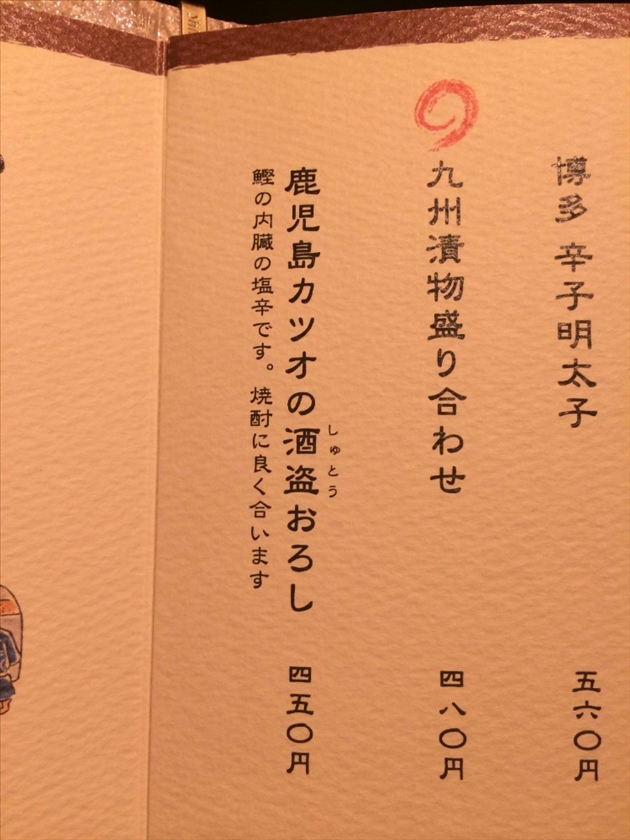 博多 辛子明太子 五六〇円
九州漬物盛り合わせ 四八〇円
しゅとう
鹿児島カツオの酒盗おろし 四五〇円
鰹の内臓の塩辛です。焼酎に良く合います